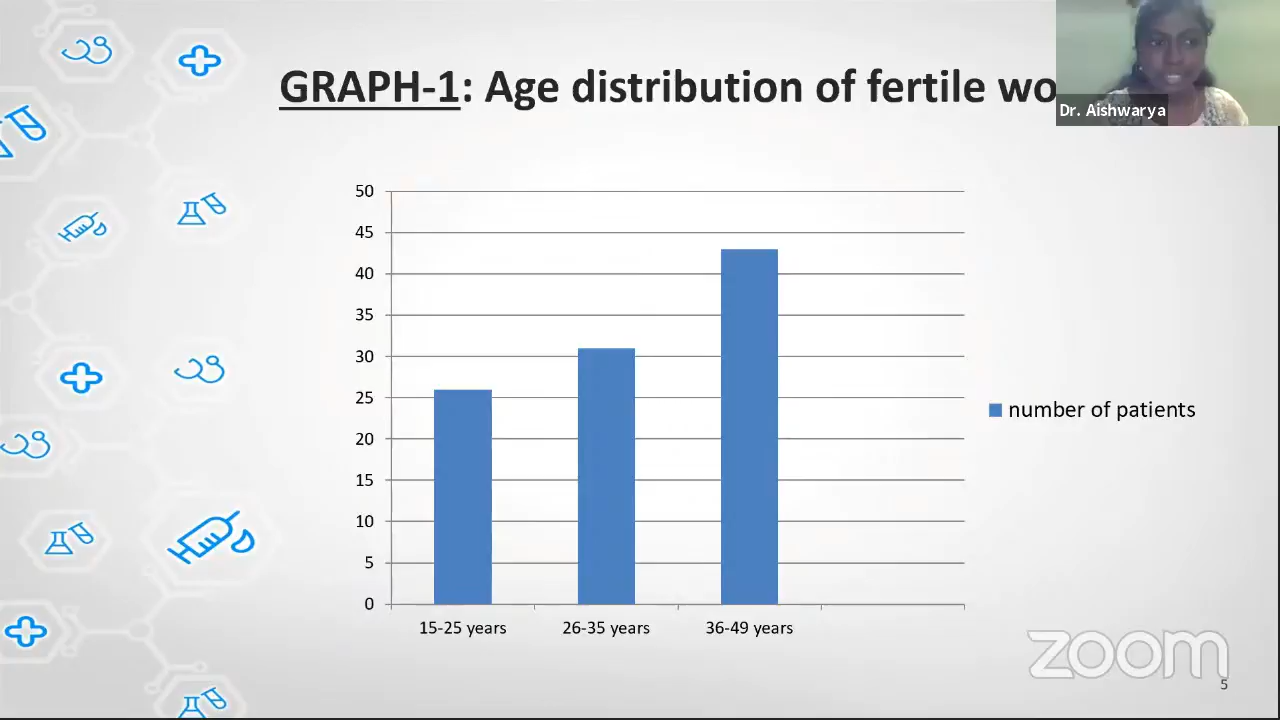 GRAPH-1: Age distribution of fertile wo
Dr. Aishwarya
50
45
40
35
30
25
20
15
10
5
0
15-25 years 26-35 years 36-49 years
number of patients
zoom
5